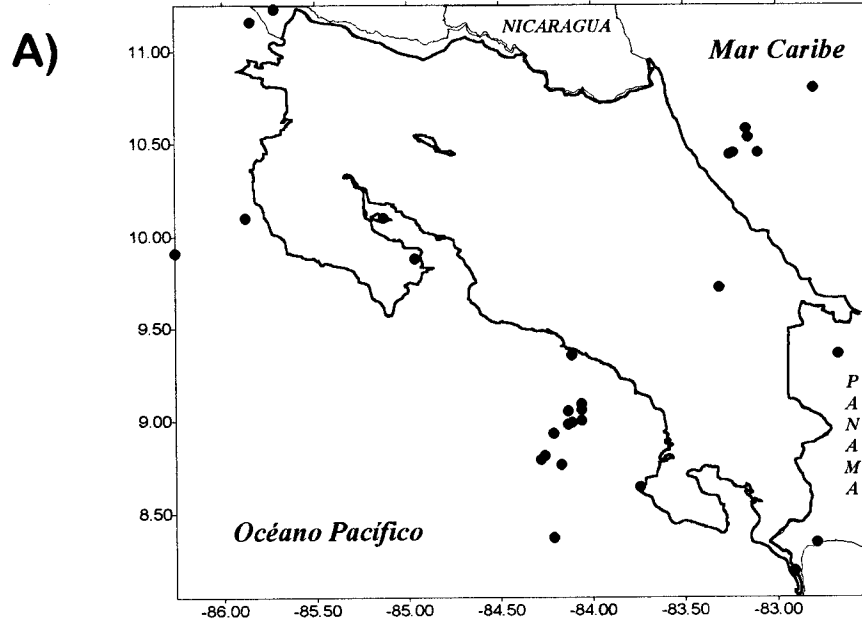 A)
NICARAGUA
Mar Caribe
11.00
10.50
10.00
9.50
9.00
8.50
P
A
N
A
M
A
Océano Pacífico
-86.00 -85.50 -85.00 -84.50 -84.00 -83.50 -83.00